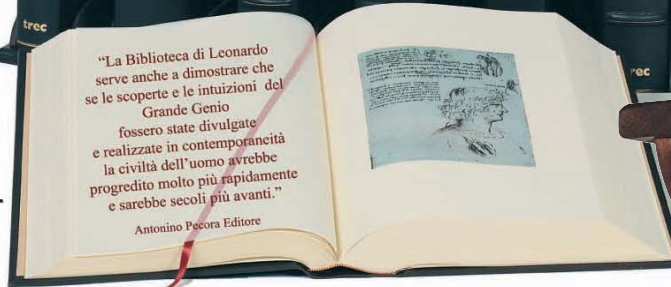 trec
“La Biblioteca di Leonardo
serve anche a dimostrare che
se le scoperte e le intuizioni del
Grande Genio
fossero state divulgate
e realizzate in contemporaneità
la civiltà dell’uomo avrebbe
progredito molto più rapidamente
e sarebbe secoli più avanti.”
Antonino Pecora Editore
rec